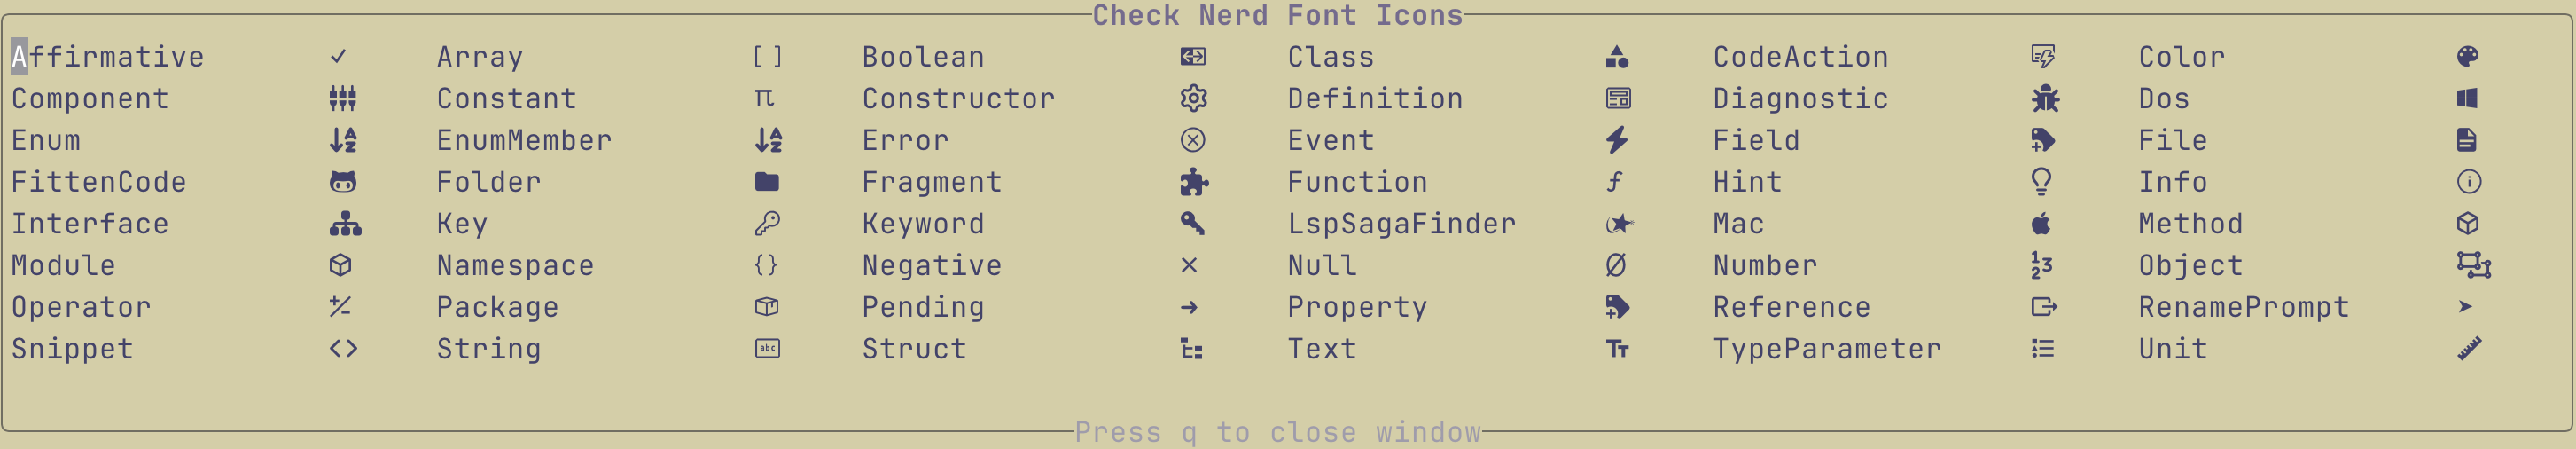 Check Nerd Font Icons
Affirmative Array [ ] Boolean Class CodeAction Color
Component Constant π Constructor Definition Diagnostic Dos
Enum EnumMember Error Event Field File
FittenCode Folder Fragment Function Hint Info
Interface Key Keyword LspSagaFinder Mac Method
Module Namespace {} Negative Null Number 123 Object
Operator Package Pending Property Reference RenamePrompt
Snippet <> String abc Struct Text TypeParameter Unit
Press q to close window